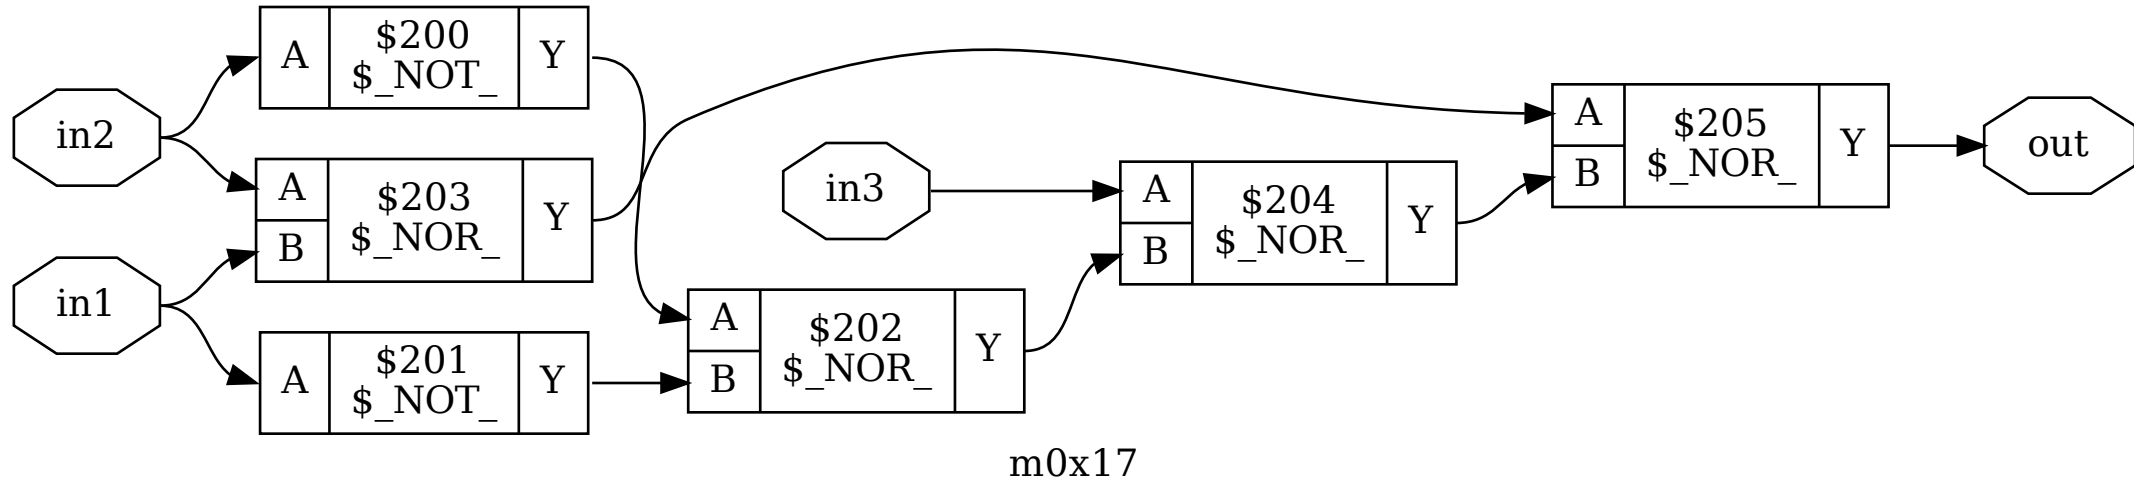 in2
in1
A
$200
$_NOT_
Y
A
B
$203
$_NOR_
Y
A
$201
$_NOT_
Y
A
B
$202
$_NOR_
Y
in3
A
B
$204
$_NOR_
Y
A
B
$205
$_NOR_
Y
out
m0x17